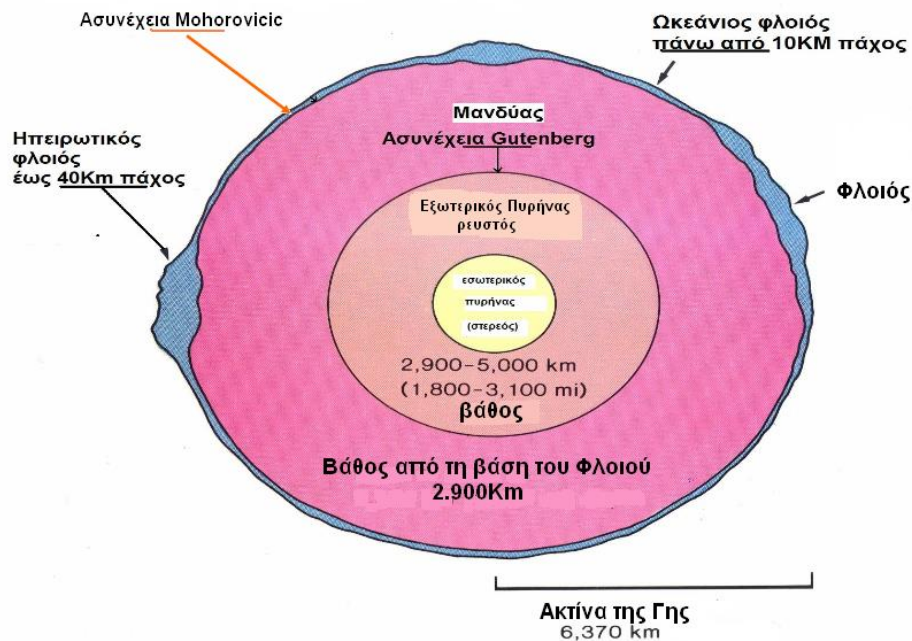 Ασυνέχεια Mohorovicic
Ωκεάνιος φλοιός
πάνω από 10KM πάχος
Μανδύας
Ασυνέχεια Gutenberg
Ηπειρωτικός
φλοιός
έως 40Km πάχος
Φλοιός
Εξωτερικός Πυρήνας
ρευστός
εσωτερικός
πυρήνας
(στερεός)
2,900–5,000 km
(1,800–3,100 mi)
βάθος
Βάθος από τη βάση του Φλοιού
2.900Km
Ακτίνα της Γης
6,370 km